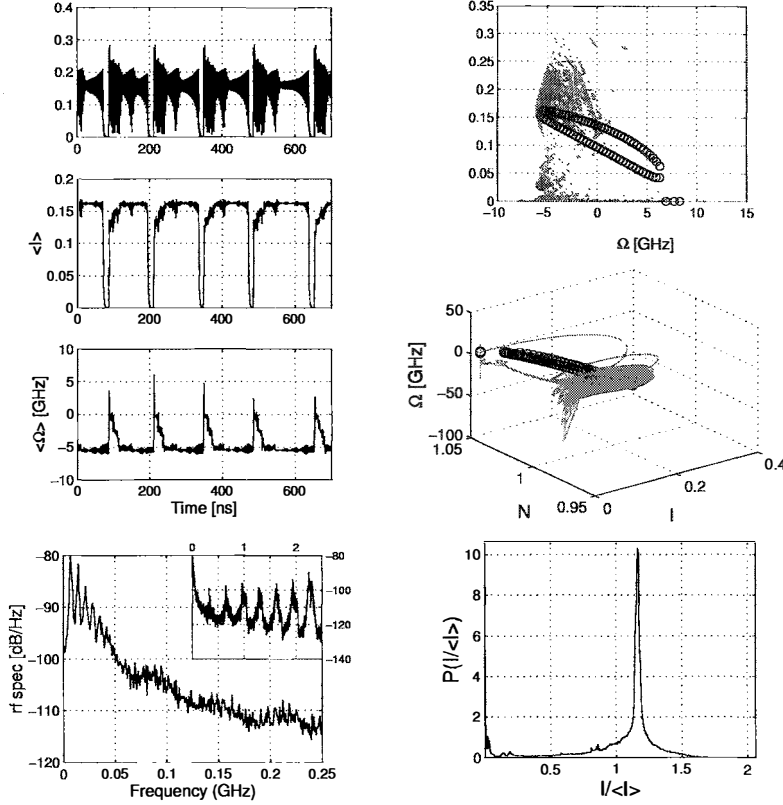 0.4
0.3
0.2
0.1
0
0 200 400 600
0.2
0.15
0.1
0.05
0
<I>
0 200 400 600
10
5
0
−5
−10
<Ω> [GHz]
0 200 400 600
Time [ns]
0.35
0.3
0.25
0.2
0.15
0.1
0.05
0
−10 −5 0 5 10 15
Ω [GHz]
50
0
−50
−100
Ω [GHz]
1.05
1
0.95
N
0
0.2
0.4
I
−80
−90
−100
−110
−120
rf spec [dB/Hz]
0 0.05 0.1 0.15 0.2 0.25
Frequency (GHz)
0 1 2
−80
−100
−120
−140
10
8
6
4
2
0
P(I/<I>)
0.5 1 1.5 2
I/<I>